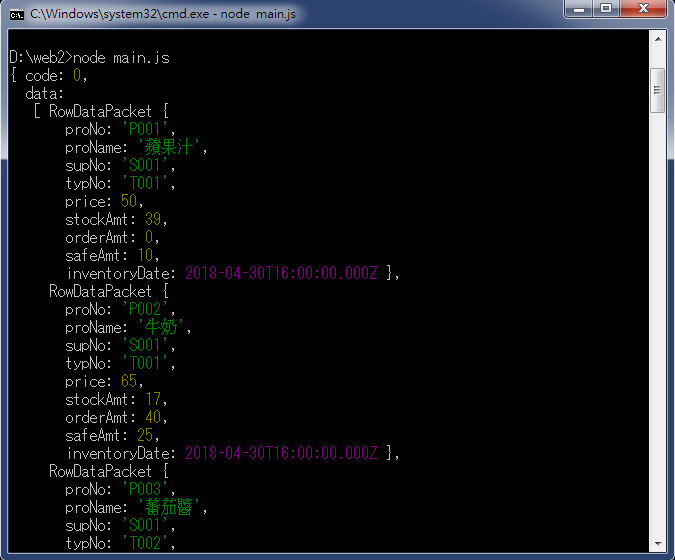 C:\Windows\system32\cmd.exe - node  main.js
D:\web2>node main.js
{ code: 0,
data:
[ RowDataPacket {
proNo: 'P001',
proName: '蘋果汁',
supNo: 'S001',
typNo: 'T001',
price: 50,
stockAmt: 39,
orderAmt: 0,
safeAmt: 10,
inventoryDate: 2018-04-30T16:00:00.000Z },
RowDataPacket {
proNo: 'P002',
proName: '牛奶',
supNo: 'S001',
typNo: 'T001',
price: 65,
stockAmt: 17,
orderAmt: 40,
safeAmt: 25,
inventoryDate: 2018-04-30T16:00:00.000Z },
RowDataPacket {
proNo: 'P003',
proName: '蕃茄醬',
supNo: 'S001',
typNo: 'T002',